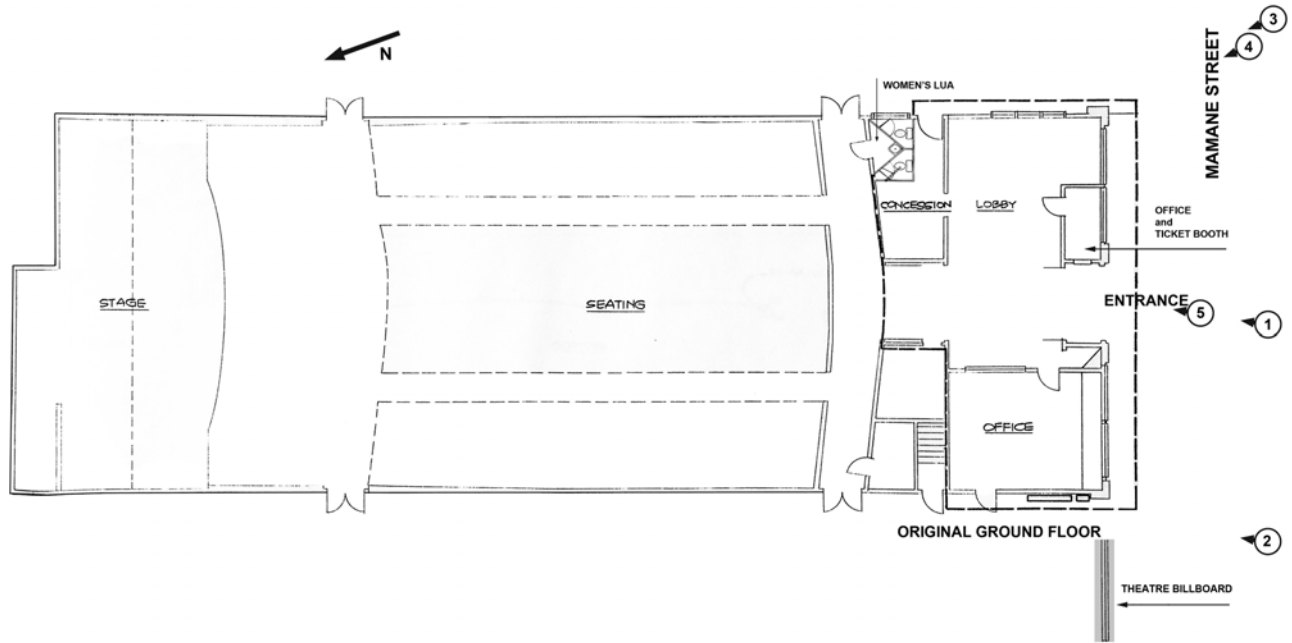 3
4
N
MAMANE STREET
WOMEN'S LUA
CONCESSION
LOBBY
OFFICE
and
TICKET BOOTH
STAGE
SEATING
ENTRANCE
5
1
OFFICE
ORIGINAL GROUND FLOOR
2
THEATRE BILLBOARD